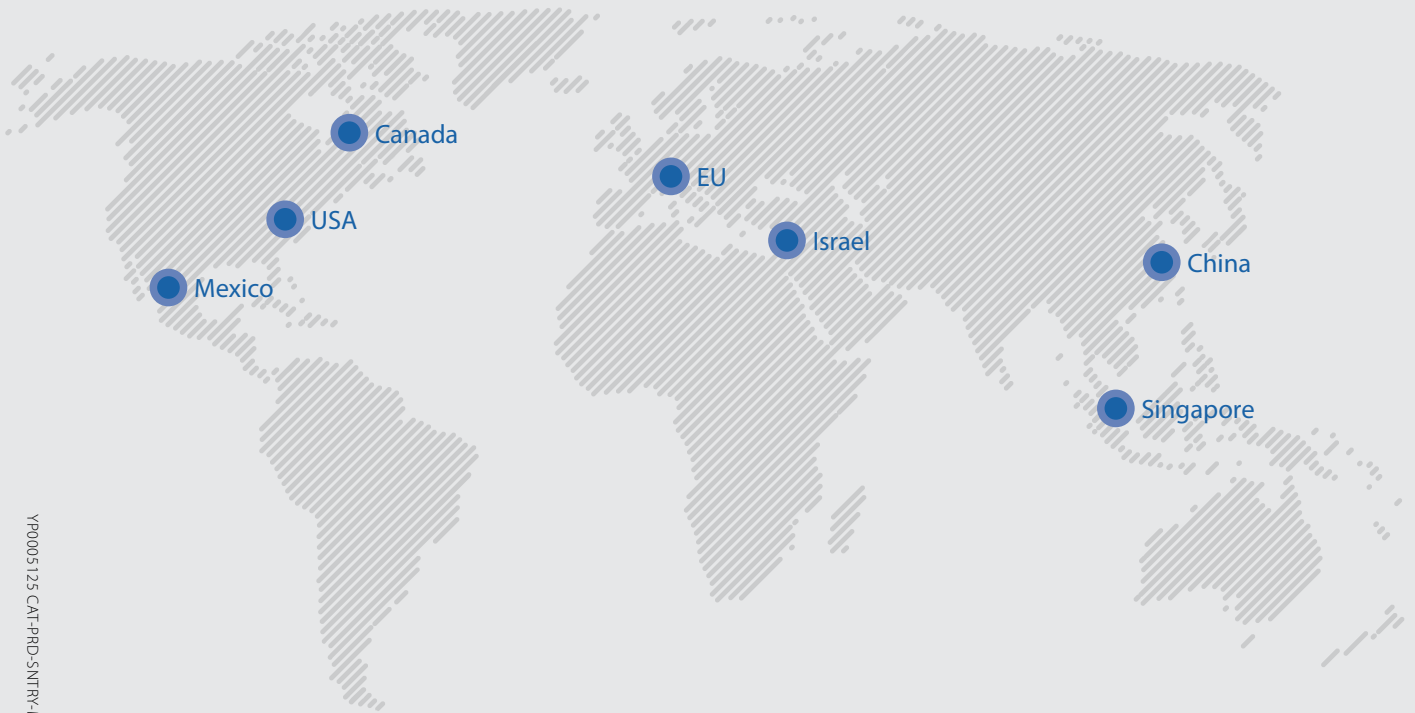 Canada
EU
USA
Israel
China
Mexico
Singapore
YP0005125 CAT-PRD-SNTRY-